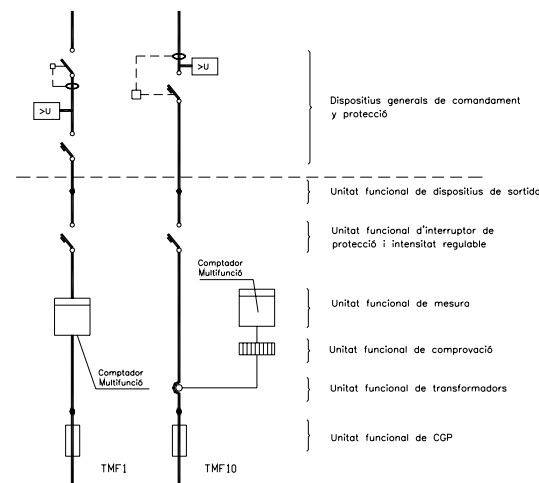 >U
>U
Dispositius generals de comandament
y protecció
Unitat funcional de dispositius de sortida
Unitat funcional d'interruptor de
protecció i intensitat regulable
Comptador
Multifunció
Unitat funcional de mesura
Unitat funcional de comprovació
Comptador
Multifunció
Unitat funcional de transformadors
Unitat funcional de CGP
TMF1
TMF10